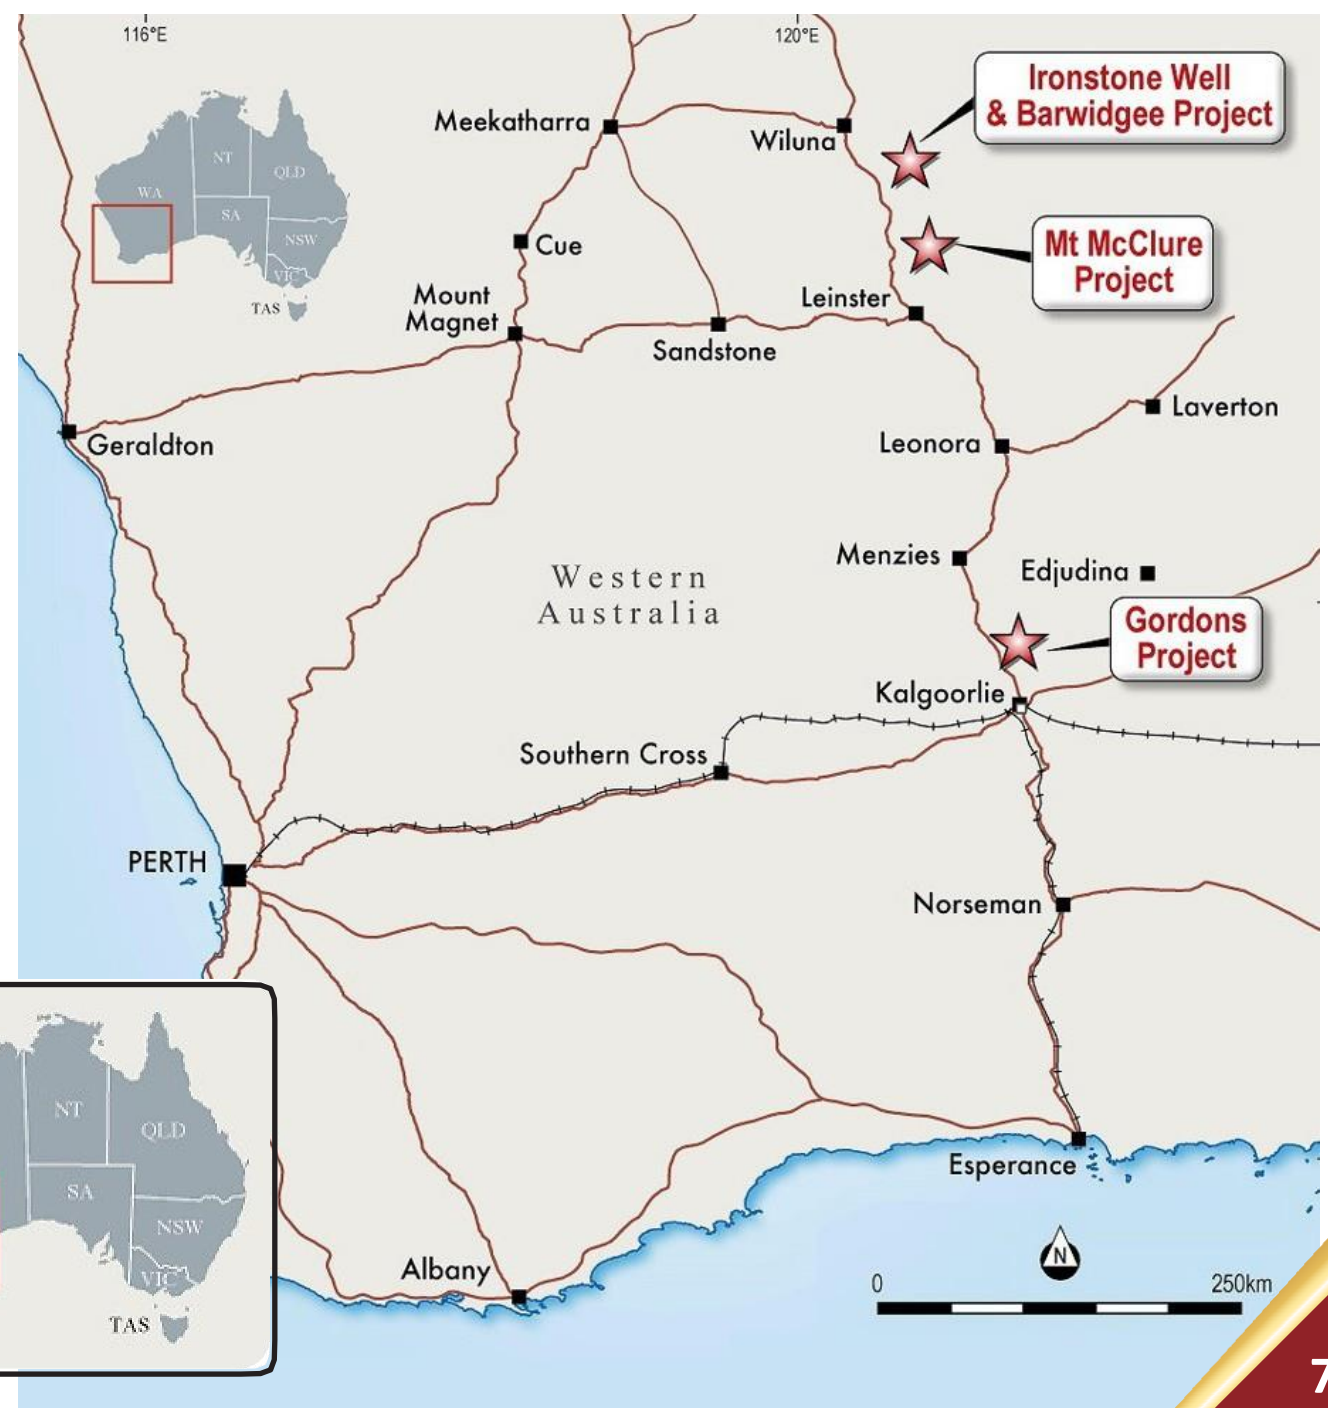 116°E
120°E
Ironstone Well
& Barwidgee Project
Meekatharra
Wiluna
NT
QLD
WA
SA
NSW
VIC
TAS
Cue
Mt McClure
Project
Mount
Magnet
Leinster
Sandstone
Laverton
Geraldton
Leonora
Menzies
Edjudina
Western
Australia
Gordons
Project
Kalgoorlie
Southern Cross
PERTH
Norseman
NT
QLD
SA
NSW
VIC
TAS
Esperance
Albany
N
0
250km
7